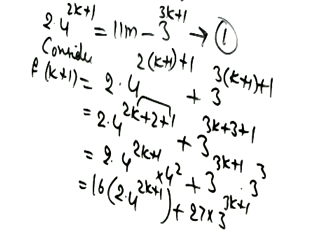 2.4^{2k+1} = 11m - 3^{3k+1} → ①
Consider
f(k+1) = 2.4^{2(k+1)+1} + 3^{3(k+1)+1}
= 2.4^{2k+2+1} + 3^{3k+3+1}
= 2.4^{2k+1} × 4^2 + 3^{3k+1} . 3^3
= 16(2.4^{2k+1}) + 27 × 3^{3k+1}